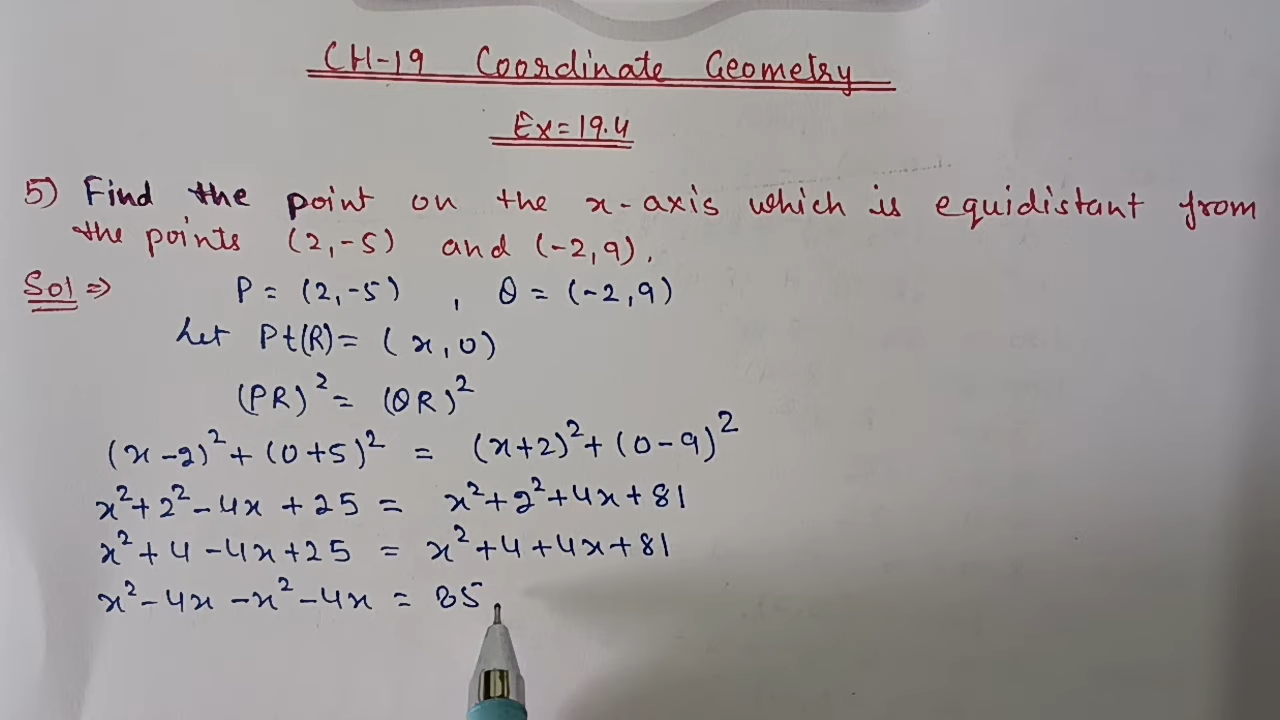 CH-19 Coordinate Geometry
Ex=19.4
5) Find the point on the x-axis which is equidistant from
the points (2,-5) and (-2,9).
Sol ⇒ P = (2,-5) , Q = (-2,9)
Let Pt(R) = (x,0)
(PR)² = (QR)²
(x-2)² + (0+5)² = (x+2)² + (0-9)²
x² + 2² - 4x + 25 = x² + 2² + 4x + 81
x² + 4 - 4x + 25 = x² + 4 + 4x + 81
x² - 4x - x² - 4x = 85